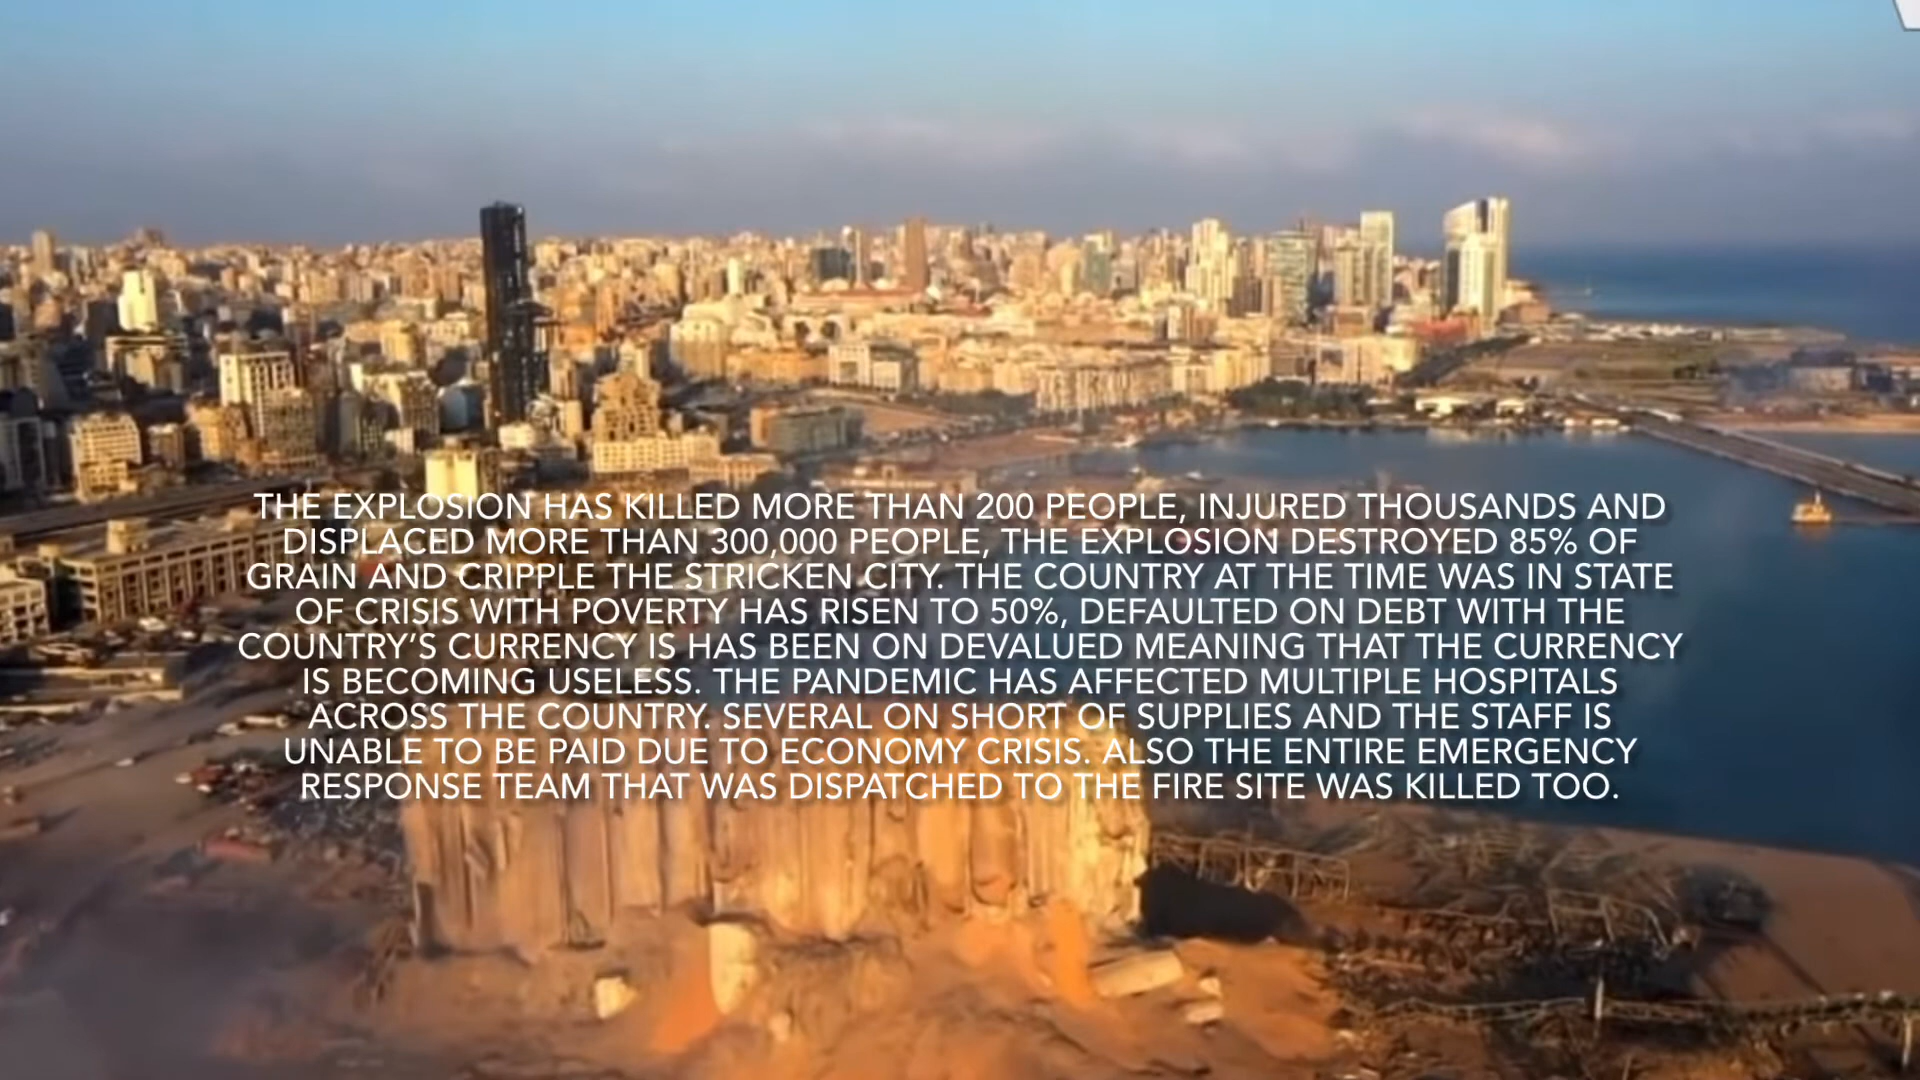 THE EXPLOSION HAS KILLED MORE THAN 200 PEOPLE, INJURED THOUSANDS AND
DISPLACED MORE THAN 300,000 PEOPLE, THE EXPLOSION DESTROYED 85% OF
GRAIN AND CRIPPLE THE STRICKEN CITY. THE COUNTRY AT THE TIME WAS IN STATE
OF CRISIS WITH POVERTY HAS RISEN TO 50%, DEFAULTED ON DEBT WITH THE
COUNTRY'S CURRENCY IS HAS BEEN ON DEVALUED MEANING THAT THE CURRENCY
IS BECOMING USELESS. THE PANDEMIC HAS AFFECTED MULTIPLE HOSPITALS
ACROSS THE COUNTRY. SEVERAL ON SHORT OF SUPPLIES AND THE STAFF IS
UNABLE TO BE PAID DUE TO ECONOMY CRISIS. ALSO THE ENTIRE EMERGENCY
RESPONSE TEAM THAT WAS DISPATCHED TO THE FIRE SITE WAS KILLED TOO.